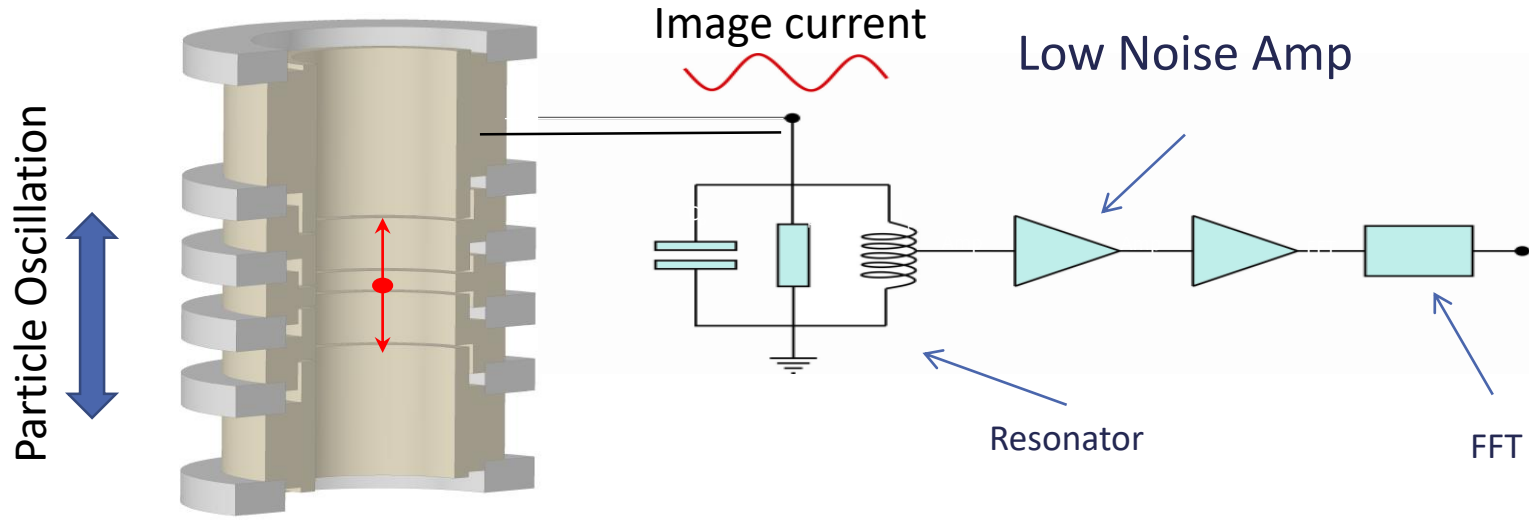 Image current
Low Noise Amp
Particle Oscillation
Resonator
FFT